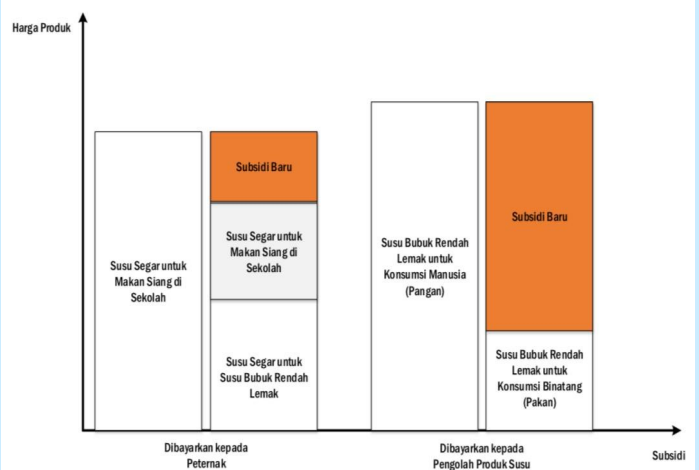 Harga Produk
Subsidi Baru
Susu Segar untuk
Makan Siang di
Sekolah
Susu Segar untuk
Makan Siang di
Sekolah
Susu Segar untuk
Susu Bubuk Rendah
Lemak
Susu Bubuk Rendah
Lemak untuk
Konsumsi Manusia
(Pangan)
Subsidi Baru
Susu Bubuk Rendah
Lemak untuk
Konsumsi Binatang
(Pakan)
Dibayarkan kepada
Peternak
Dibayarkan kepada
Pengolah Produk Susu
Subsidi